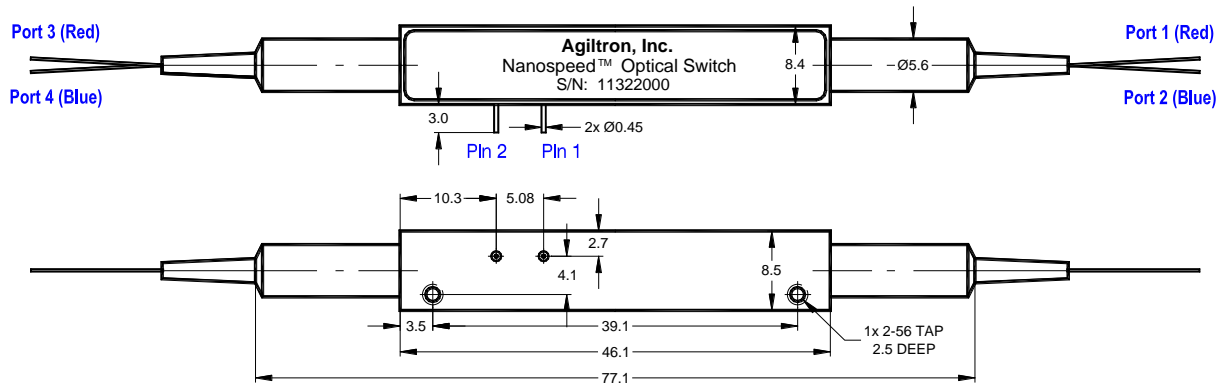 Port 3 (Red)
Port 4 (Blue)
Agiltron, Inc.
Nanospeed™ Optical Switch
S/N: 11322000
8.4
Ø5.6
Port 1 (Red)
Port 2 (Blue)
3.0
2x Ø0.45
PIn 2
PIn 1
10.3
5.08
2.7
4.1
8.5
3.5
39.1
1x 2-56 TAP
2.5 DEEP
46.1
77.1